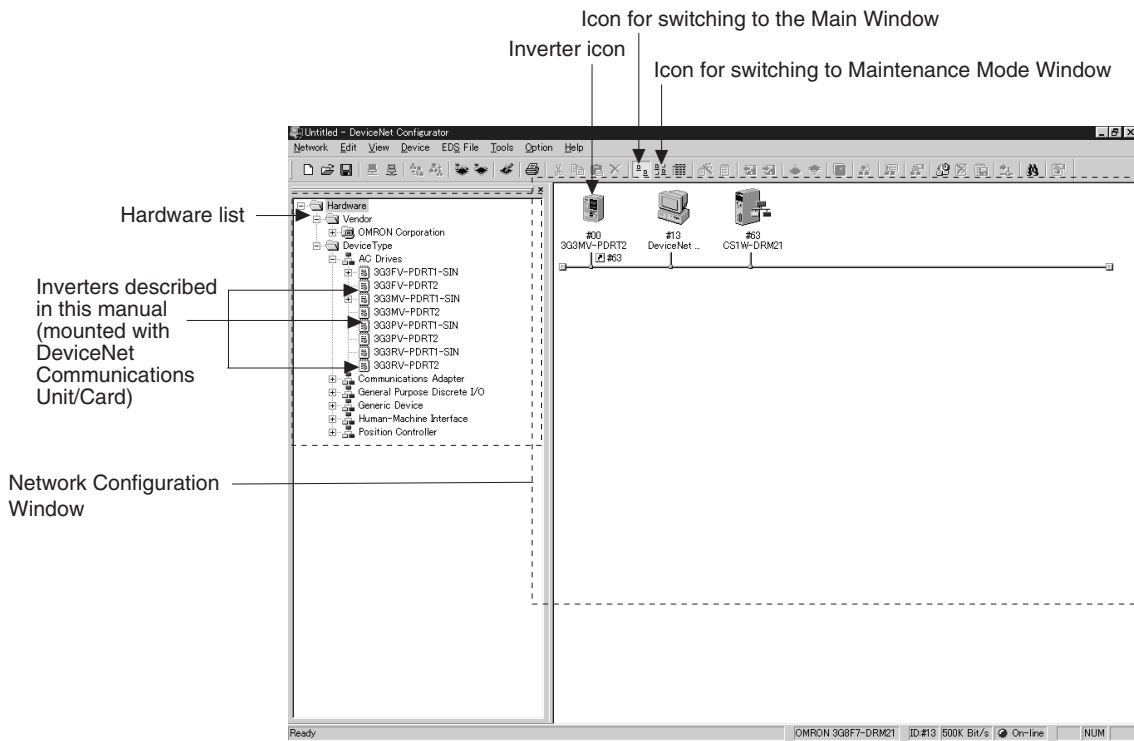 Icon for switching to the Main Window
Inverter icon
Icon for switching to Maintenance Mode Window
Untitled - DeviceNet Configurator
Network Edit View Device EDS File Tools Option Help
Hardware list
Hardware
Vendor
OMRON Corporation
DeviceType
AC Drives
3G3FV-PDRT1-SIN
3G3FV-PDRT2
3G3MV-PDRT1-SIN
3G3MV-PDRT2
3G3PV-PDRT1-SIN
3G3PV-PDRT2
3G3RV-PDRT1-SIN
3G3RV-PDRT2
Communications Adapter
General Purpose Discrete I/O
Generic Device
Human-Machine Interface
Position Controller
Inverters described
in this manual
(mounted with
DeviceNet
Communications
Unit/Card)
#00
3G3MV-PDRT2
#63
#13
DeviceNet ...
#63
CS1W-DRM21
Network Configuration
Window
Ready
OMRON 3G8F7-DRM21 ID:#13 500K Bit/s On-line NUM